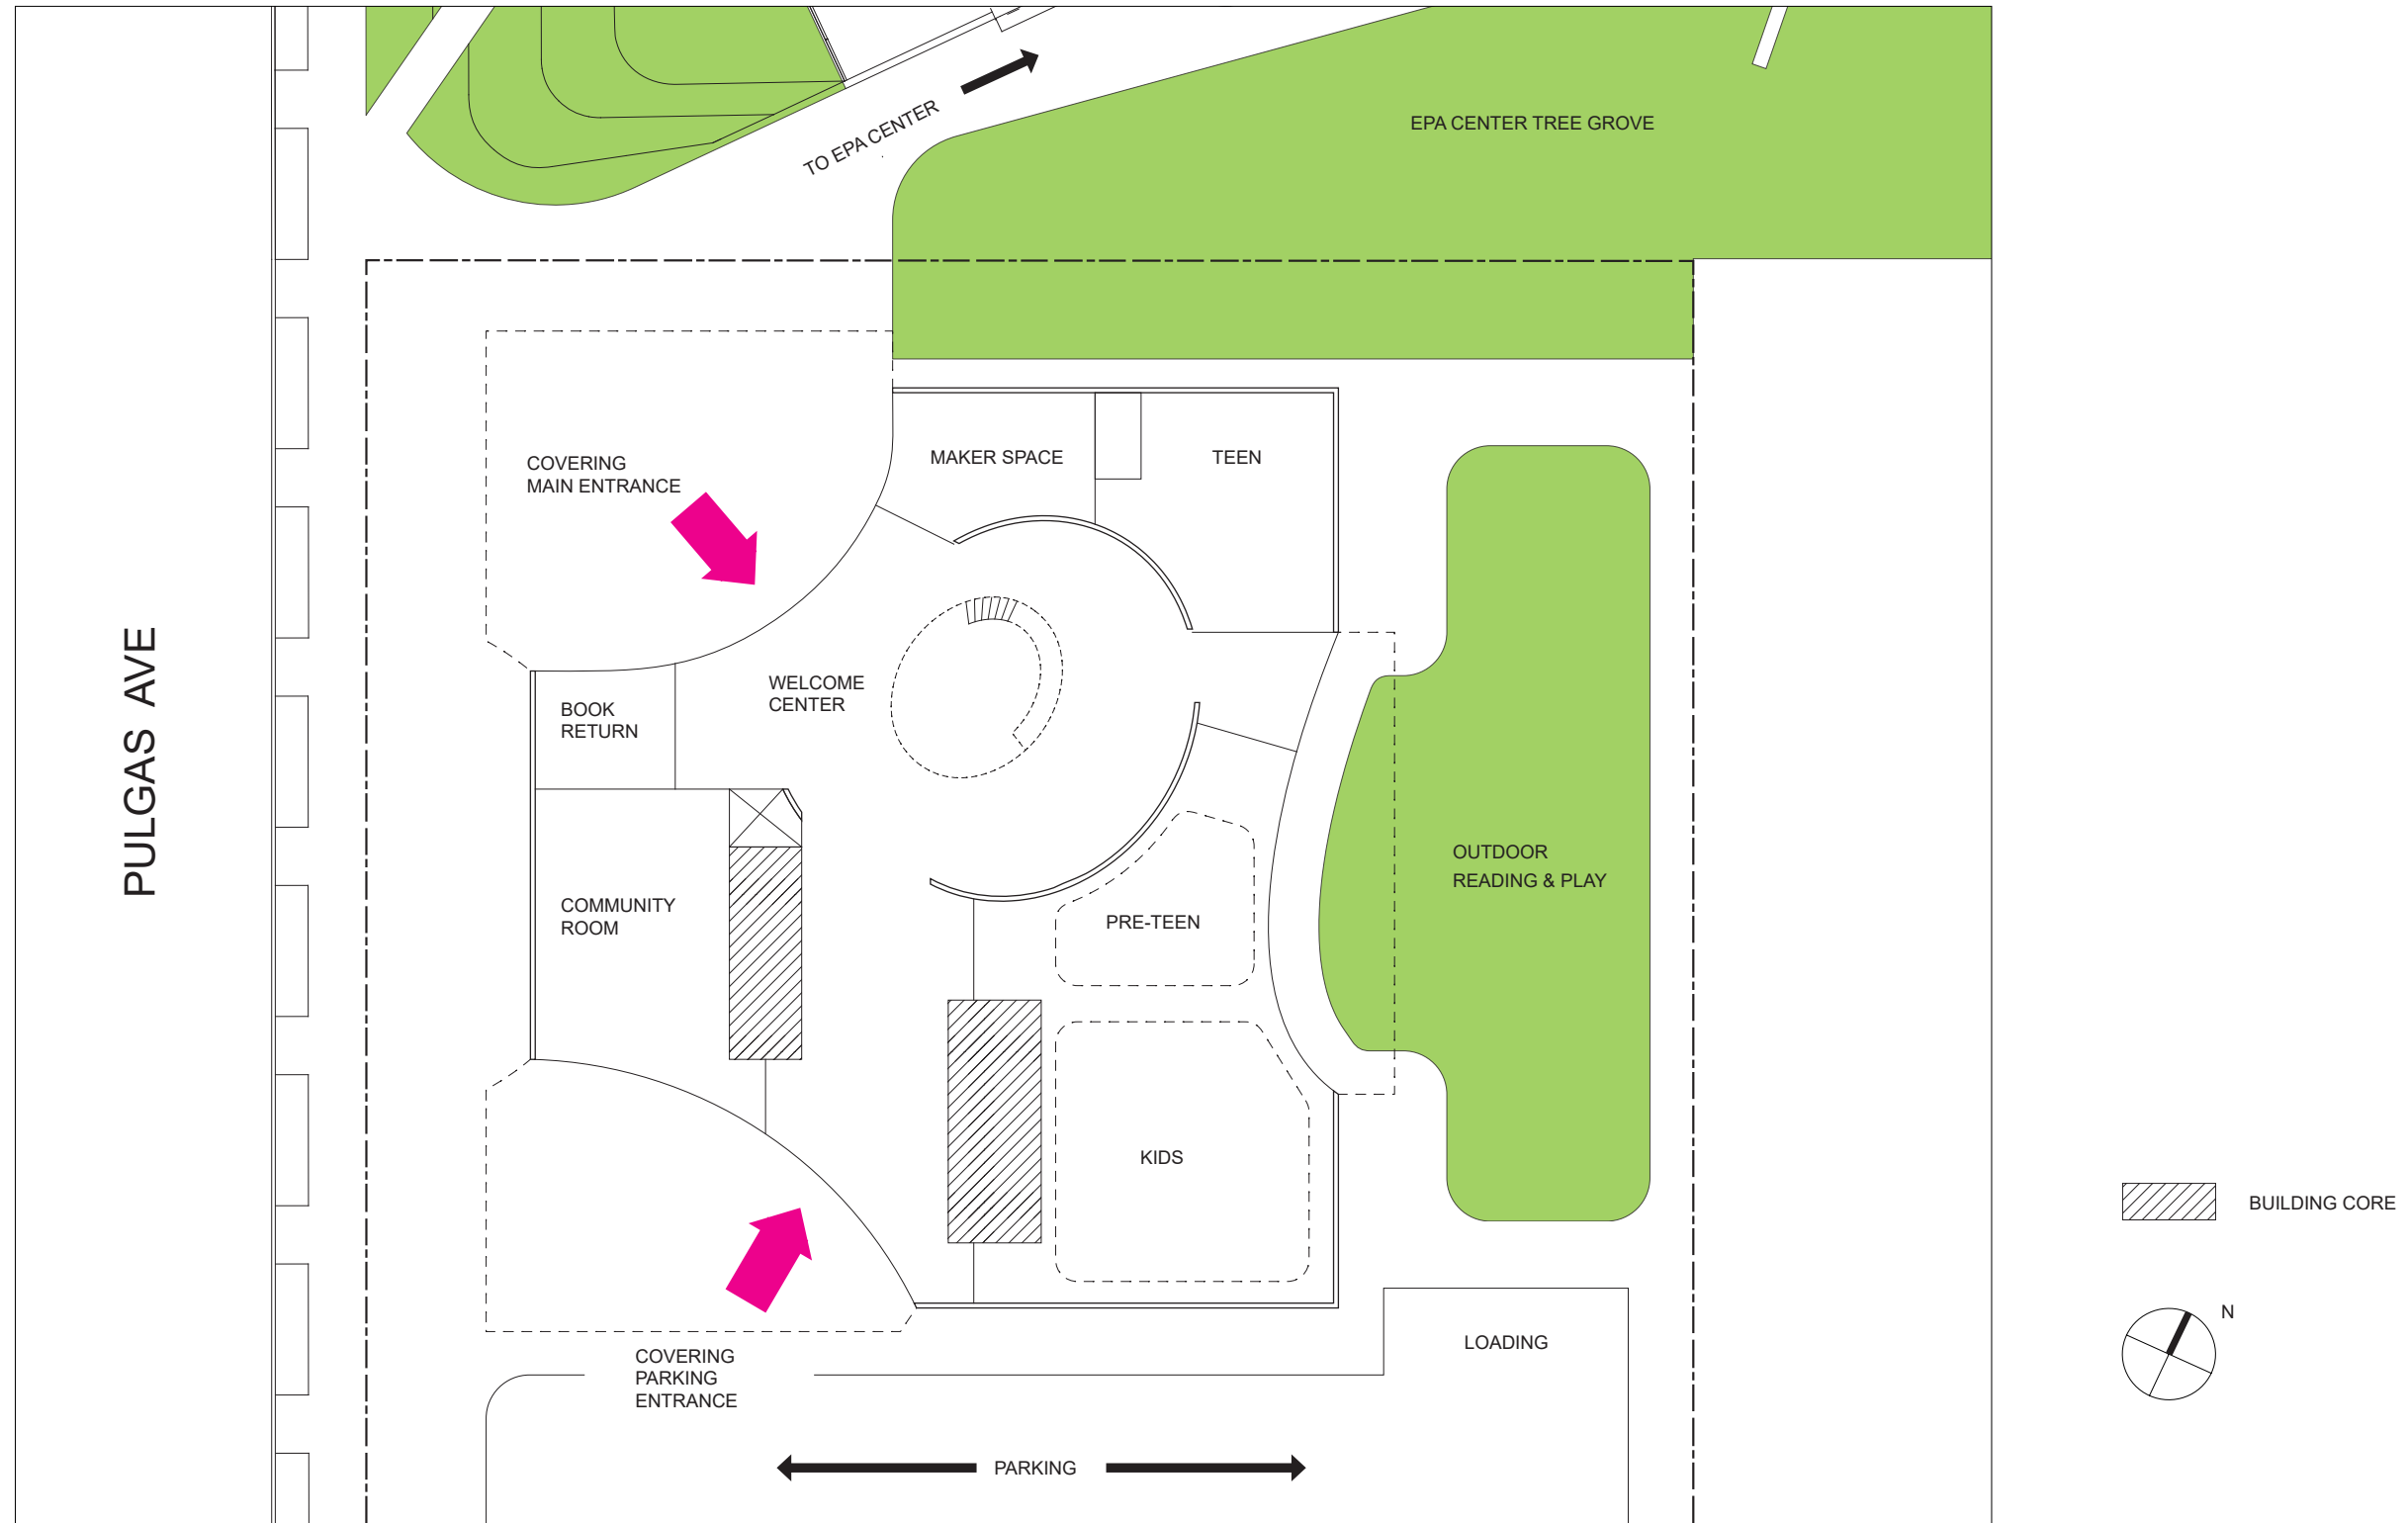 EPA CENTER TREE GROVE
TO EPA CENTER
COVERING
MAIN ENTRANCE
MAKER SPACE
TEEN
PULGAS AVE
BOOK
RETURN
WELCOME
CENTER
COMMUNITY
ROOM
PRE-TEEN
OUTDOOR
READING & PLAY
KIDS
BUILDING CORE
N
LOADING
COVERING
PARKING
ENTRANCE
PARKING